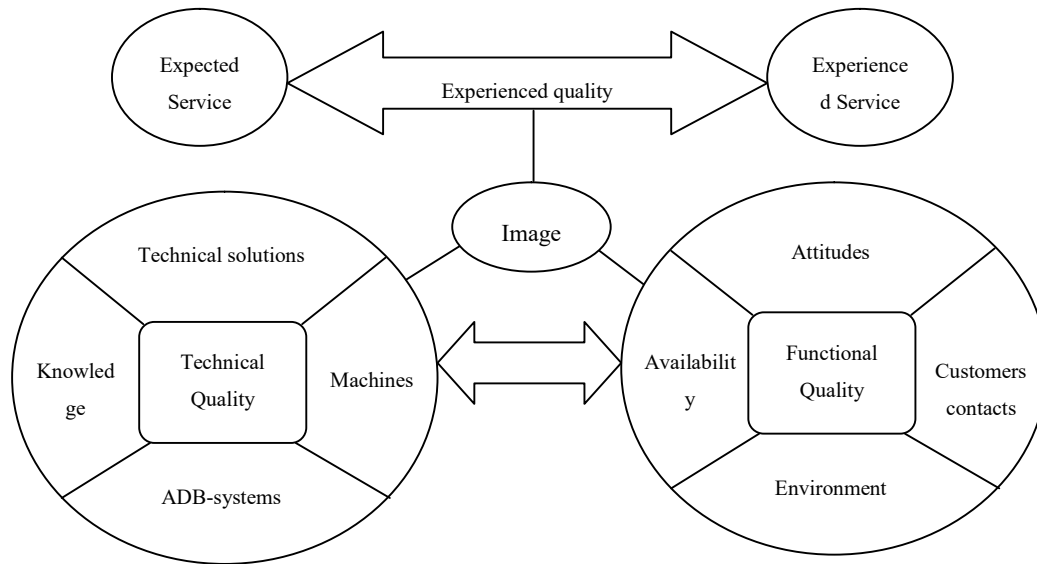 Expected
Service
Experienced quality
Experience
d Service
Image
Technical solutions
Knowled
ge
Technical
Quality
Machines
ADB-systems
Attitudes
Availabilit
y
Functional
Quality
Customers
contacts
Environment